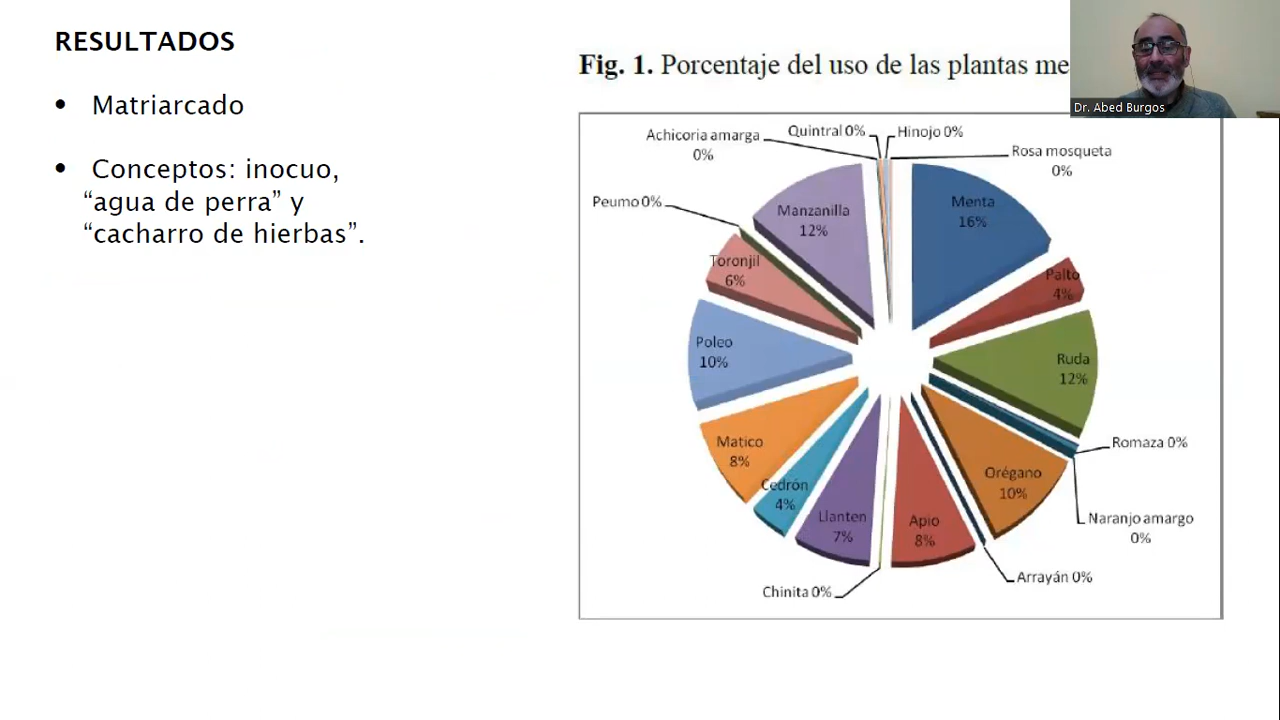 RESULTADOS
• Matriarcado
• Conceptos: inocuo,
“agua de perra” y
“cacharro de hierbas”.
Fig. 1. Porcentaje del uso de las plantas
Dr. Abed Burgos
Achicoria amarga
0%
Quintral 0%
Hinojo 0%
Rosa mosqueta
0%
Peumo 0%
Manzanilla
12%
Menta
16%
Toronjil
6%
Palto
4%
Poleo
10%
Ruda
12%
Matico
8%
Romaza 0%
Cedrón
4%
Orégano
10%
Llanten
7%
Apio
8%
Naranjo amargo
0%
Arrayán 0%
Chinita 0%